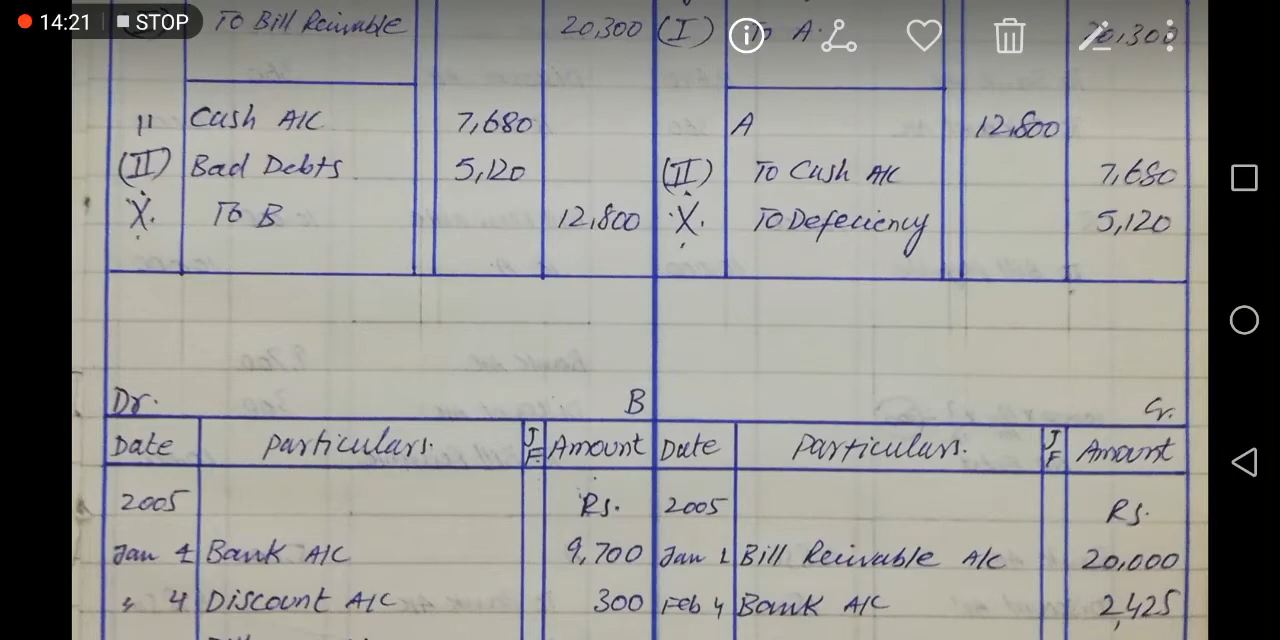 14:21 STOP
To Bill Reivable 20,300 (I) To A. 20,300
" Cash A/C 7,680 A 12,800
(II) Bad Debts 5,120 (II) To Cash A/C 7,680
X. To B 12,800 X. To Defeciency 5,120
Dr. B Cr.
Date Particulars. J F. Amount Date Particulars. J F Amount
2005 Rs. 2005 Rs.
Jan 4 Bank A/C 9,700 Jan 1 Bill Reivable A/C 20,000
" 4 Discount A/C 300 Feb 4 Bank A/C 2,425